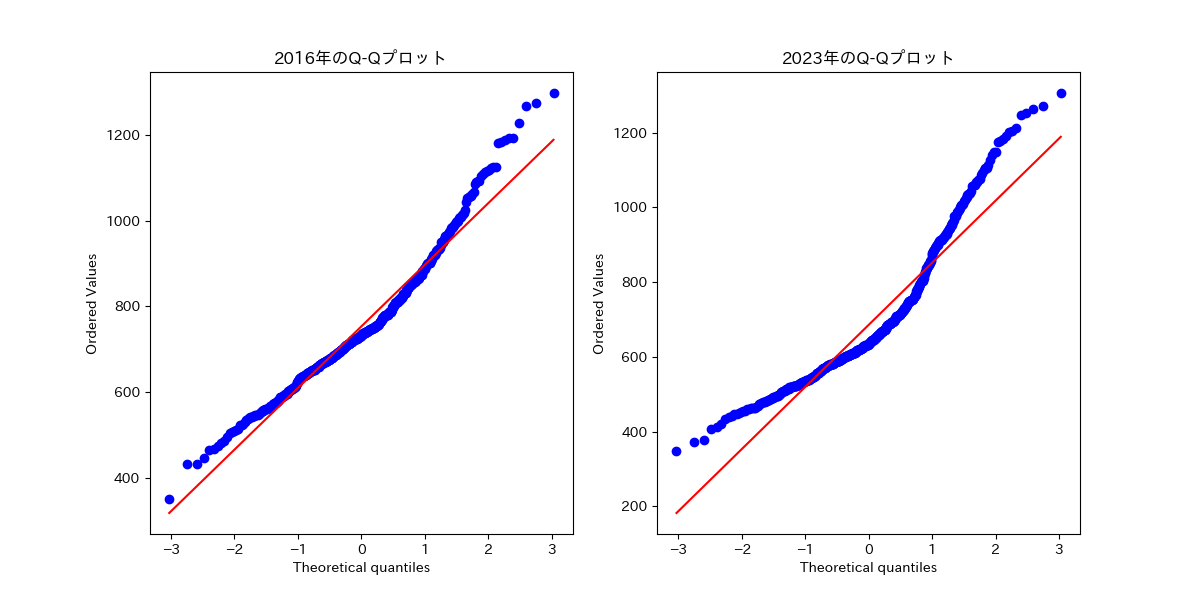 2016年のQ-Qプロット
Ordered Values
1200
1000
800
600
400
−3 −2 −1 0 1 2 3
Theoretical quantiles
2023年のQ-Qプロット
Ordered Values
1200
1000
800
600
400
200
−3 −2 −1 0 1 2 3
Theoretical quantiles